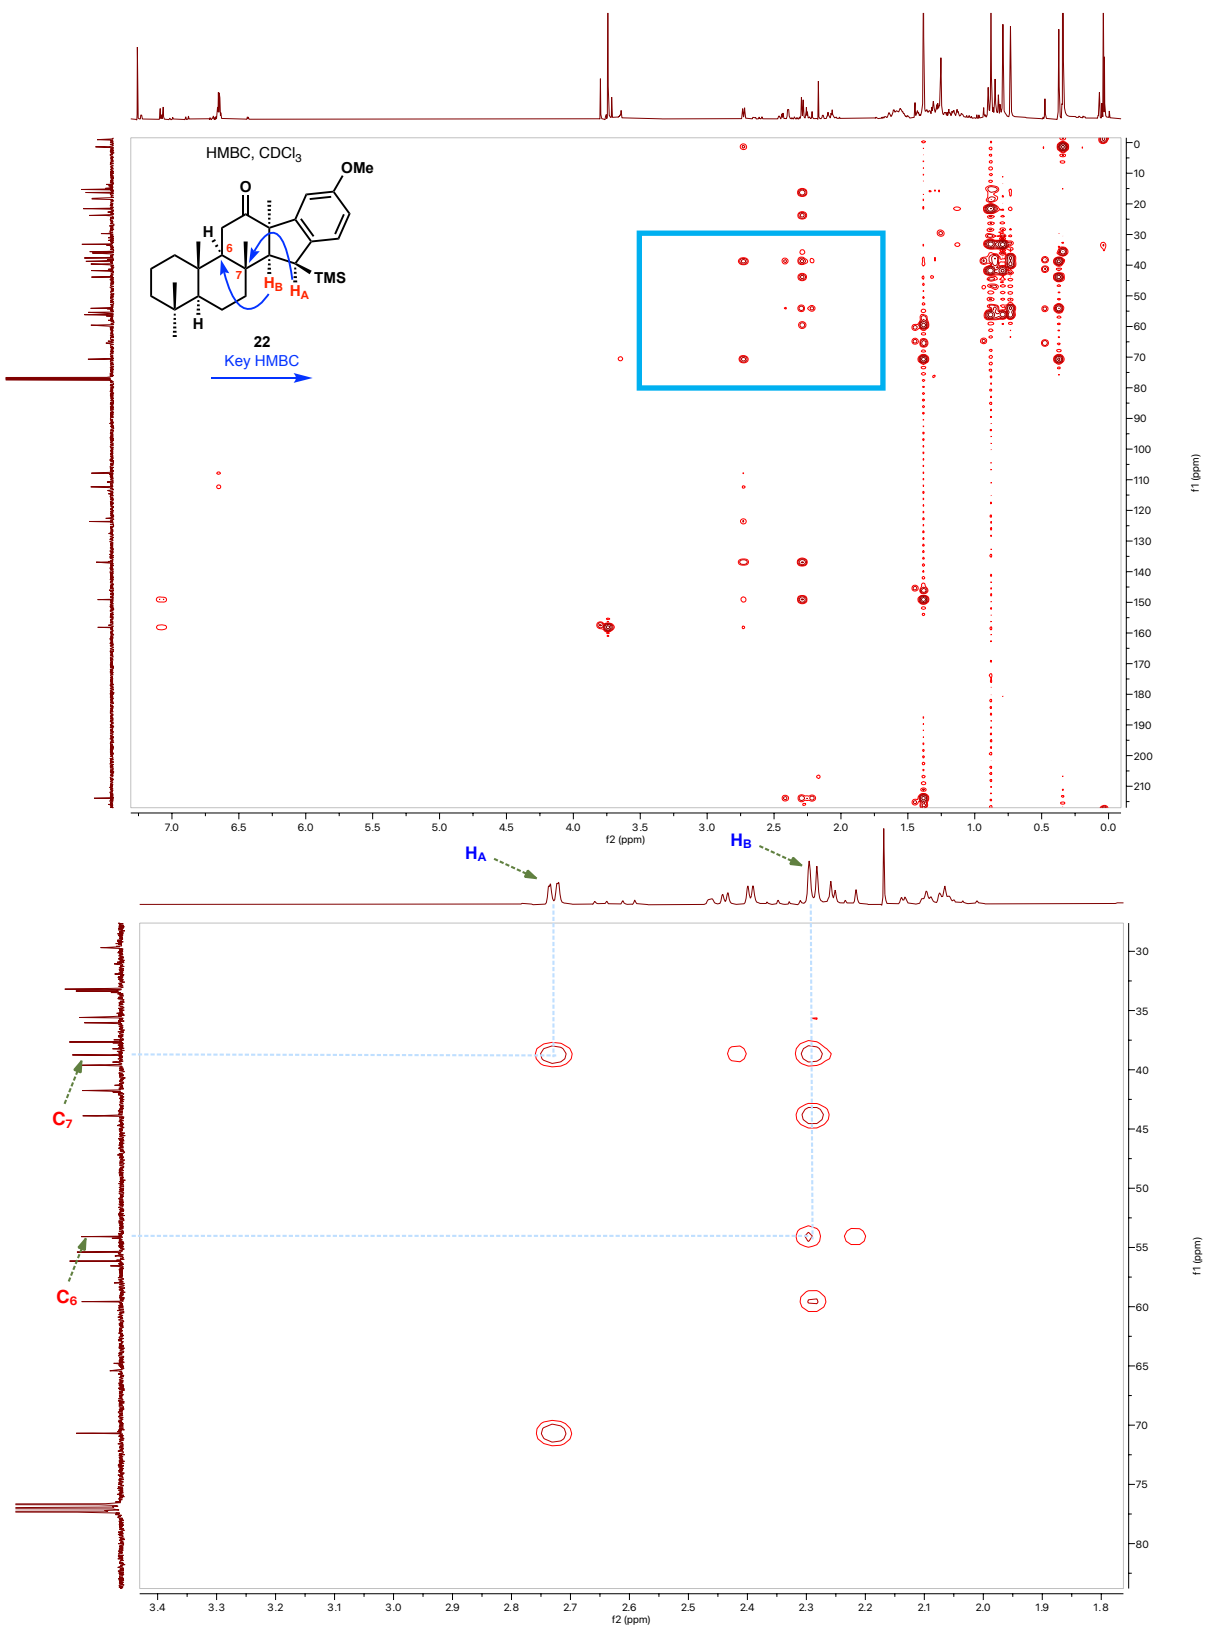 HMBC, CDCl3
OMe
O
H
6
7
HB
HA
TMS
H
22
Key HMBC
0
10
20
30
40
50
60
70
80
90
100
110
120
130
140
150
160
170
180
190
200
210
f1 (ppm)
7.0 6.5 6.0 5.5 5.0 4.5 4.0 3.5 3.0 2.5 2.0 1.5 1.0 0.5 0.0
f2 (ppm)
HA
HB
30
35
40
45
50
55
60
65
70
75
80
f1 (ppm)
C7
C6
3.4 3.3 3.2 3.1 3.0 2.9 2.8 2.7 2.6 2.5 2.4 2.3 2.2 2.1 2.0 1.9 1.8
f2 (ppm)